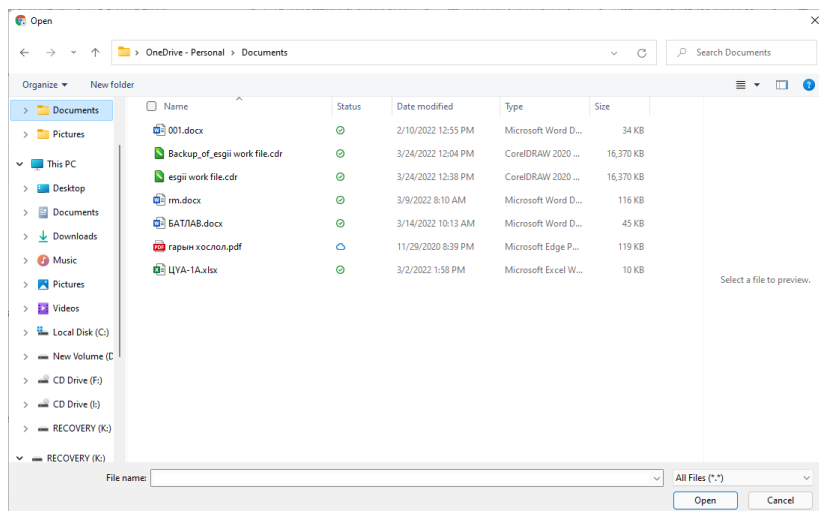 Open
OneDrive - Personal > Documents
Search Documents
Organize New folder
Documents
Pictures
This PC
Desktop
Documents
Downloads
Music
Pictures
Videos
Local Disk (C:)
New Volume (D
CD Drive (F:)
CD Drive (I:)
RECOVERY (K:)
RECOVERY (K:)
Name Status Date modified Type Size
001.docx 2/10/2022 12:55 PM Microsoft Word D... 34 KB
Backup_of_esgii work file.cdr 3/24/2022 12:04 PM CorelDRAW 2020 ... 16,370 KB
esgii work file.cdr 3/24/2022 12:38 PM CorelDRAW 2020 ... 16,370 KB
rm.docx 3/9/2022 8:10 AM Microsoft Word D... 116 KB
БАТЛАВ.docx 3/14/2022 10:13 AM Microsoft Word D... 45 KB
гарын хослол.pdf 11/29/2020 8:39 PM Microsoft Edge P... 119 KB
ЦУА-1А.xlsx 3/2/2022 1:58 PM Microsoft Excel W... 10 KB
Select a file to preview.
File name: All Files (*.*)
Open Cancel